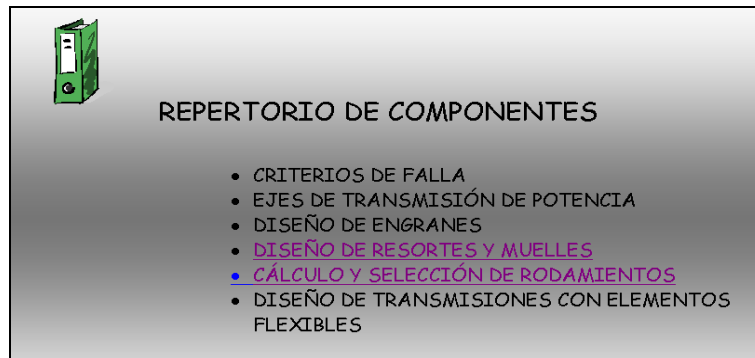 REPERTORIO DE COMPONENTES
• CRITERIOS DE FALLA
• EJES DE TRANSMISIÓN DE POTENCIA
• DISEÑO DE ENGRANES
• DISEÑO DE RESORTES Y MUELLES
• CÁLCULO Y SELECCIÓN DE RODAMIENTOS
• DISEÑO DE TRANSMISIONES CON ELEMENTOS
FLEXIBLES